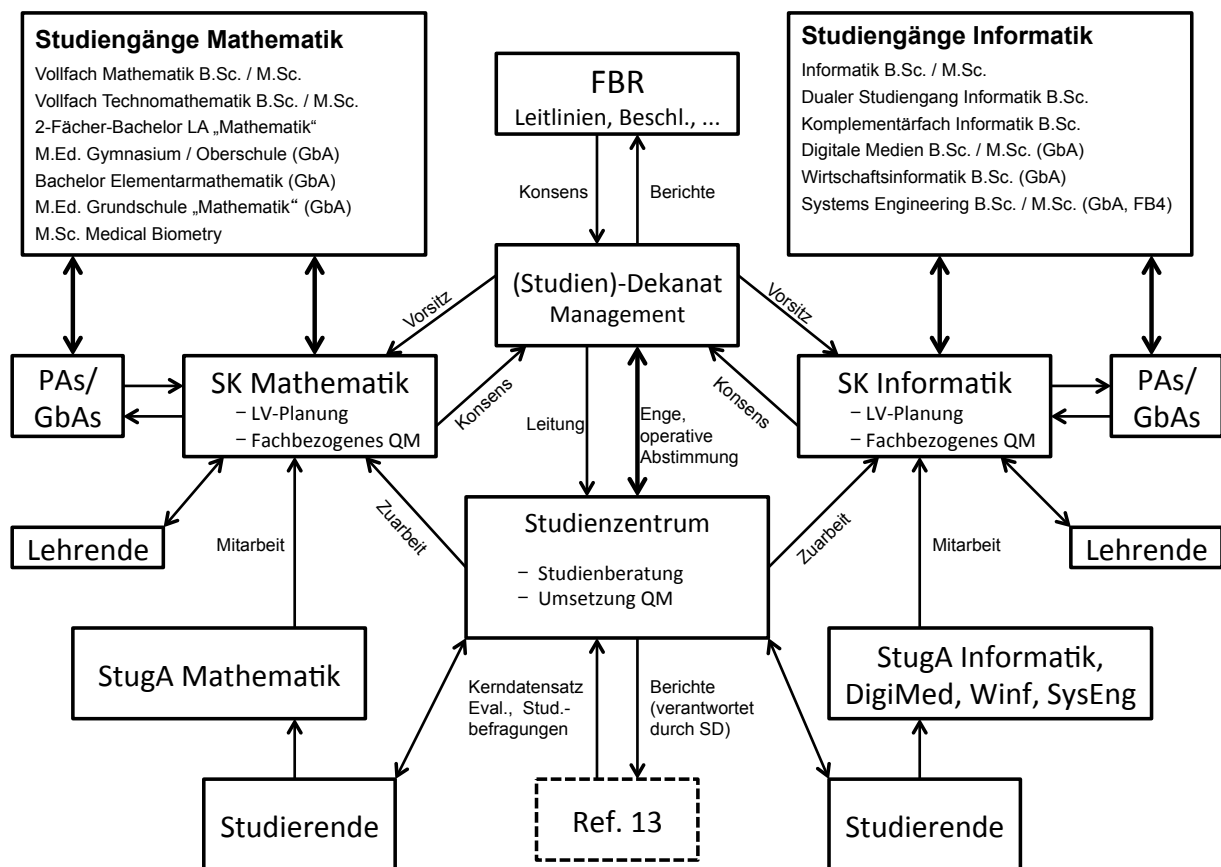 Studiengänge Mathematik
Vollfach Mathematik B.Sc. / M.Sc.
Vollfach Technomathematik B.Sc. / M.Sc.
2-Fächer-Bachelor LA „Mathematik“
M.Ed. Gymnasium / Oberschule (GbA)
Bachelor Elementarmathematik (GbA)
M.Ed. Grundschule „Mathematik“ (GbA)
M.Sc. Medical Biometry
FBR
Leitlinien, Beschl., ...
Studiengänge Informatik
Informatik B.Sc. / M.Sc.
Dualer Studiengang Informatik B.Sc.
Komplementärfach Informatik B.Sc.
Digitale Medien B.Sc. / M.Sc. (GbA)
Wirtschaftsinformatik B.Sc. (GbA)
Systems Engineering B.Sc. / M.Sc. (GbA, FB4)
Konsens
Berichte
(Studien)-Dekanat
Management
Vorsitz
Vorsitz
PAs/
GbAs
SK Mathematik
– LV-Planung
– Fachbezogenes QM
Konsens
Leitung
Enge,
operative
Abstimmung
Konsens
SK Informatik
– LV-Planung
– Fachbezogenes QM
PAs/
GbAs
Lehrende
Mitarbeit
Zuarbeit
Studienzentrum
– Studienberatung
– Umsetzung QM
Zuarbeit
Mitarbeit
Lehrende
StugA Mathematik
Kerndatensatz
Eval., Stud.-
befragungen
Berichte
(verantwortet
durch SD)
StugA Informatik,
DigiMed, Winf, SysEng
Studierende
Ref. 13
Studierende